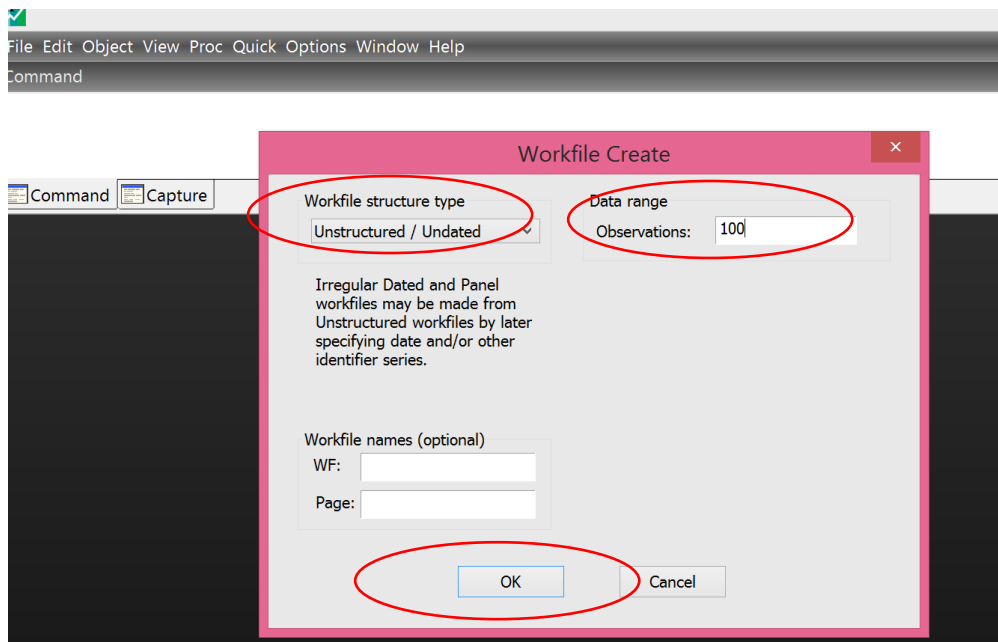 File Edit Object View Proc Quick Options Window Help
Command
Workfile Create
Command Capture
Workfile structure type
Unstructured / Undated
Data range
Observations: 100
Irregular Dated and Panel
workfiles may be made from
Unstructured workfiles by later
specifying date and/or other
identifier series.
Workfile names (optional)
WF:
Page:
OK Cancel